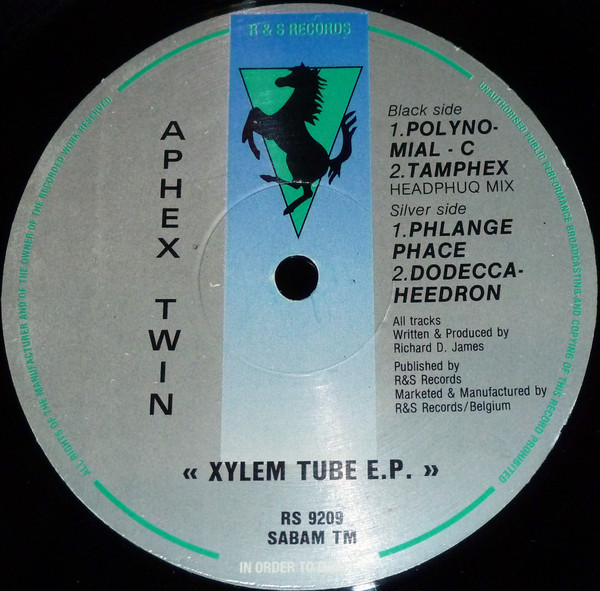 R & S RECORDS
APHEX TWIN
Black side
1.POLYNO-
MIAL - C
2.TAMPHEX
HEADPHUQ MIX
Silver side
1.PHLANGE
PHACE
2.DODECCA-
HEEDRON
All tracks
Written & Produced by
Richard D. James
Published by
R&S Records
Marketed & Manufactured by
R&S Records/Belgium
« XYLEM TUBE E.P. »
RS 9209
SABAM TM
ALL RIGHTS OF THE MANUFACTURER AND OF THE OWNER OF THE RECORDED WORK RESERVED
UNAUTHORISED PUBLIC PERFORMANCE BROADCASTING AND COPYING OF THIS RECORD PROHIBITED
IN ORDER TO